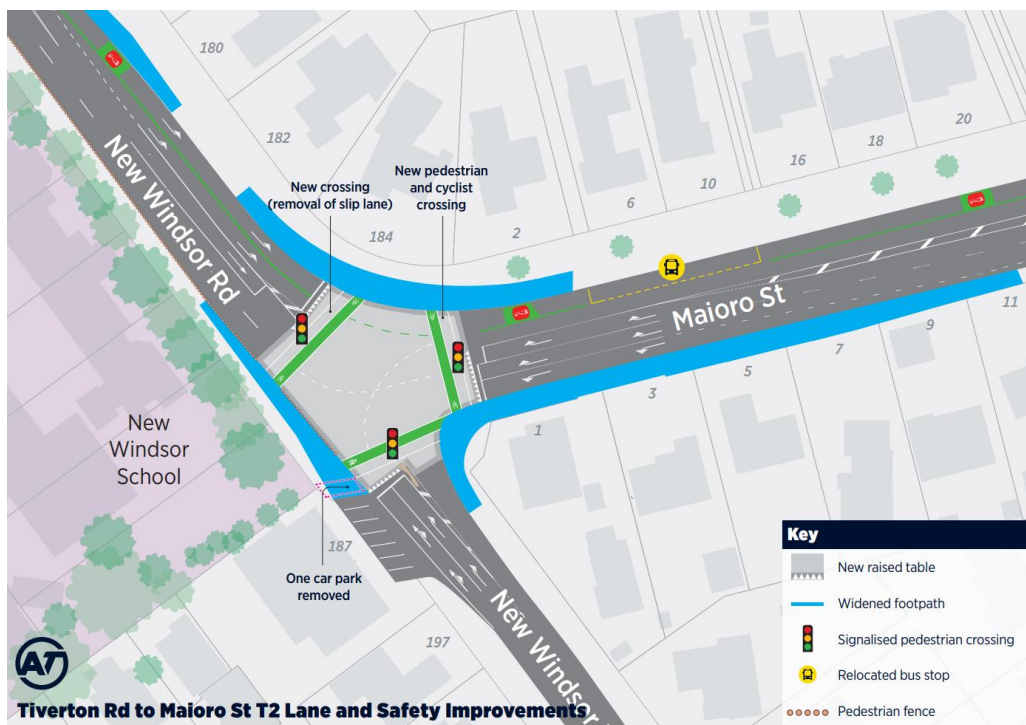 180
182
New Windsor Rd
New crossing
(removal of slip lane)
New pedestrian
and cyclist
crossing
184
2
6
10
16
18
20
Maioro St
11
9
7
5
3
1
New
Windsor
School
187
One car park
removed
197
New Windsor
Key
New raised table
Widened footpath
Signalised pedestrian crossing
Relocated bus stop
Pedestrian fence
AT
Tiverton Rd to Maioro St T2 Lane and Safety Improvements